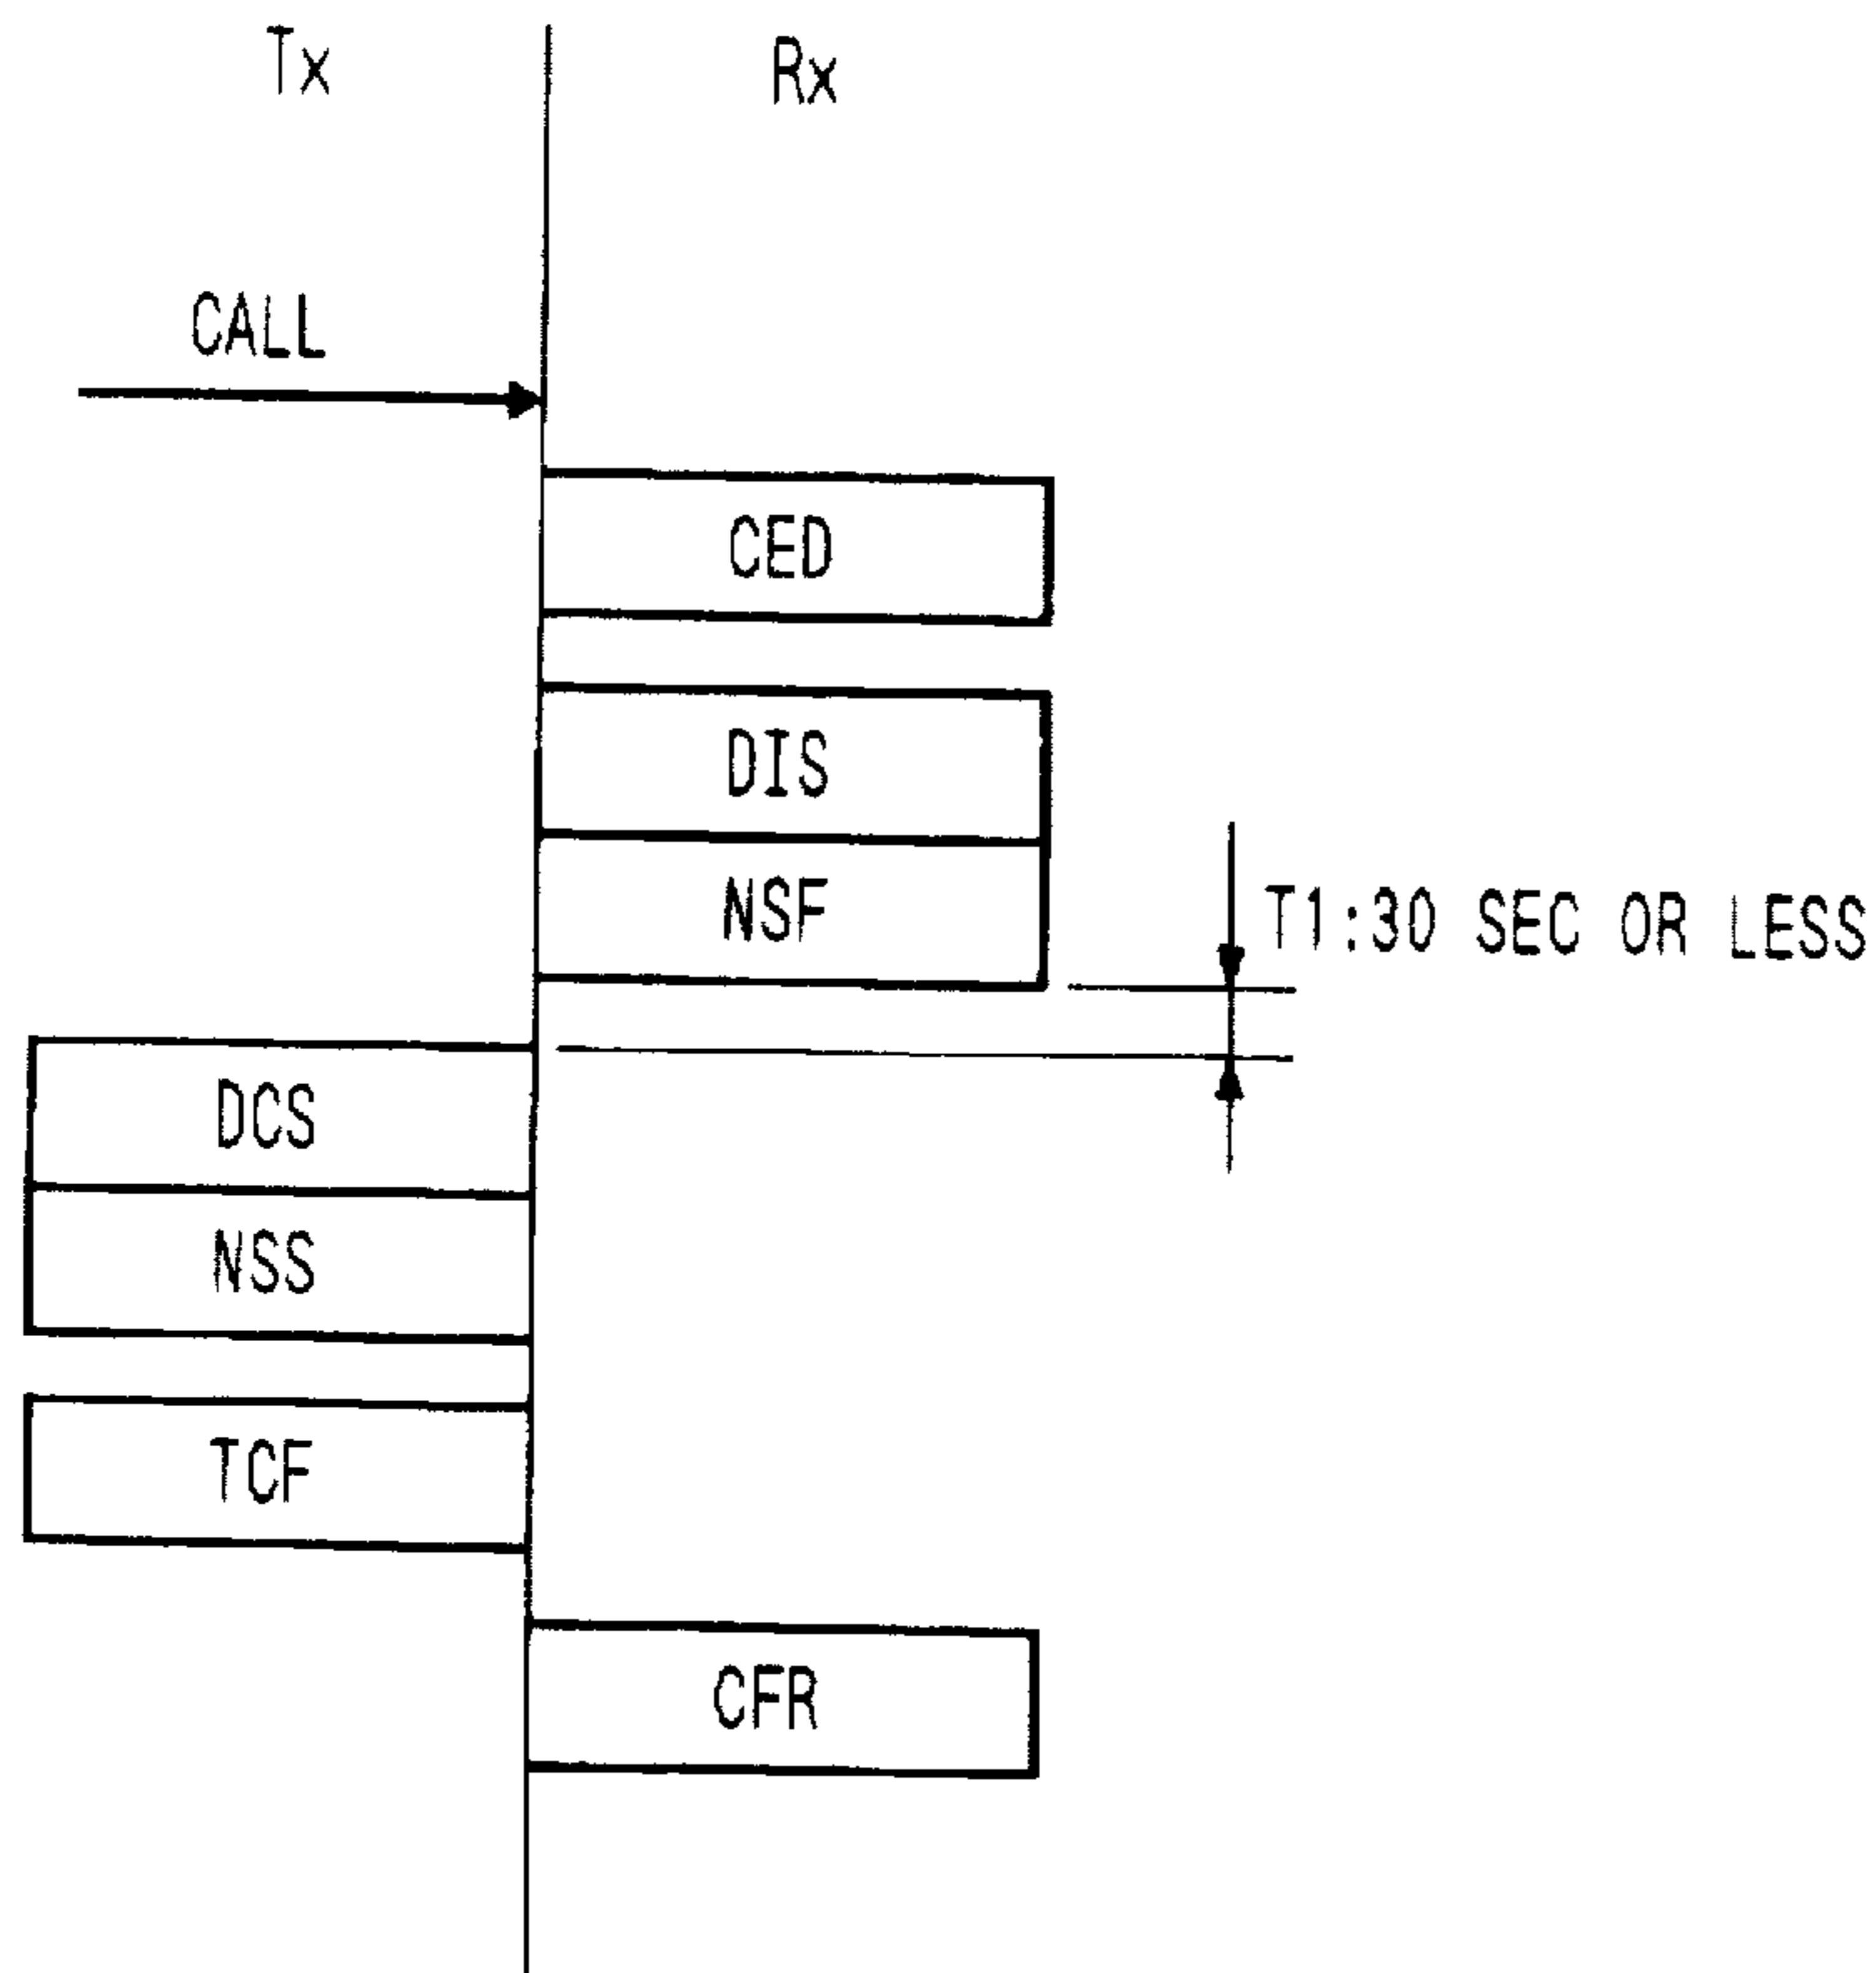 Tx
Rx
CALL
CED
DIS
NSF
T1:30 SEC OR LESS
DCS
NSS
TCF
CFR